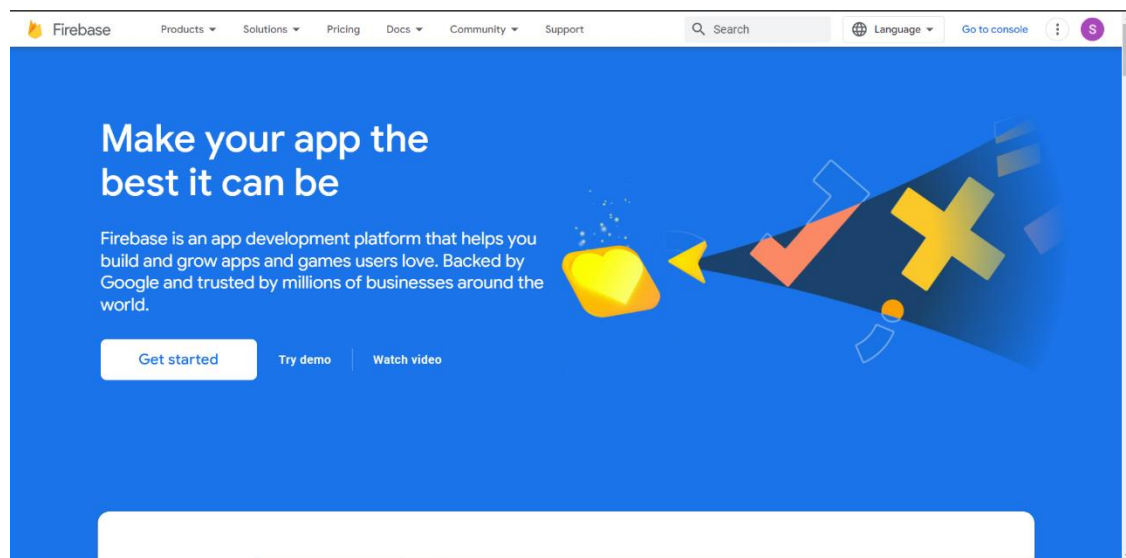 Firebase
Products
Solutions
Pricing
Docs
Community
Support
Search
Language
Go to console
S
Make your app the
best it can be
Firebase is an app development platform that helps you
build and grow apps and games users love. Backed by
Google and trusted by millions of businesses around the
world.
Get started
Try demo
Watch video